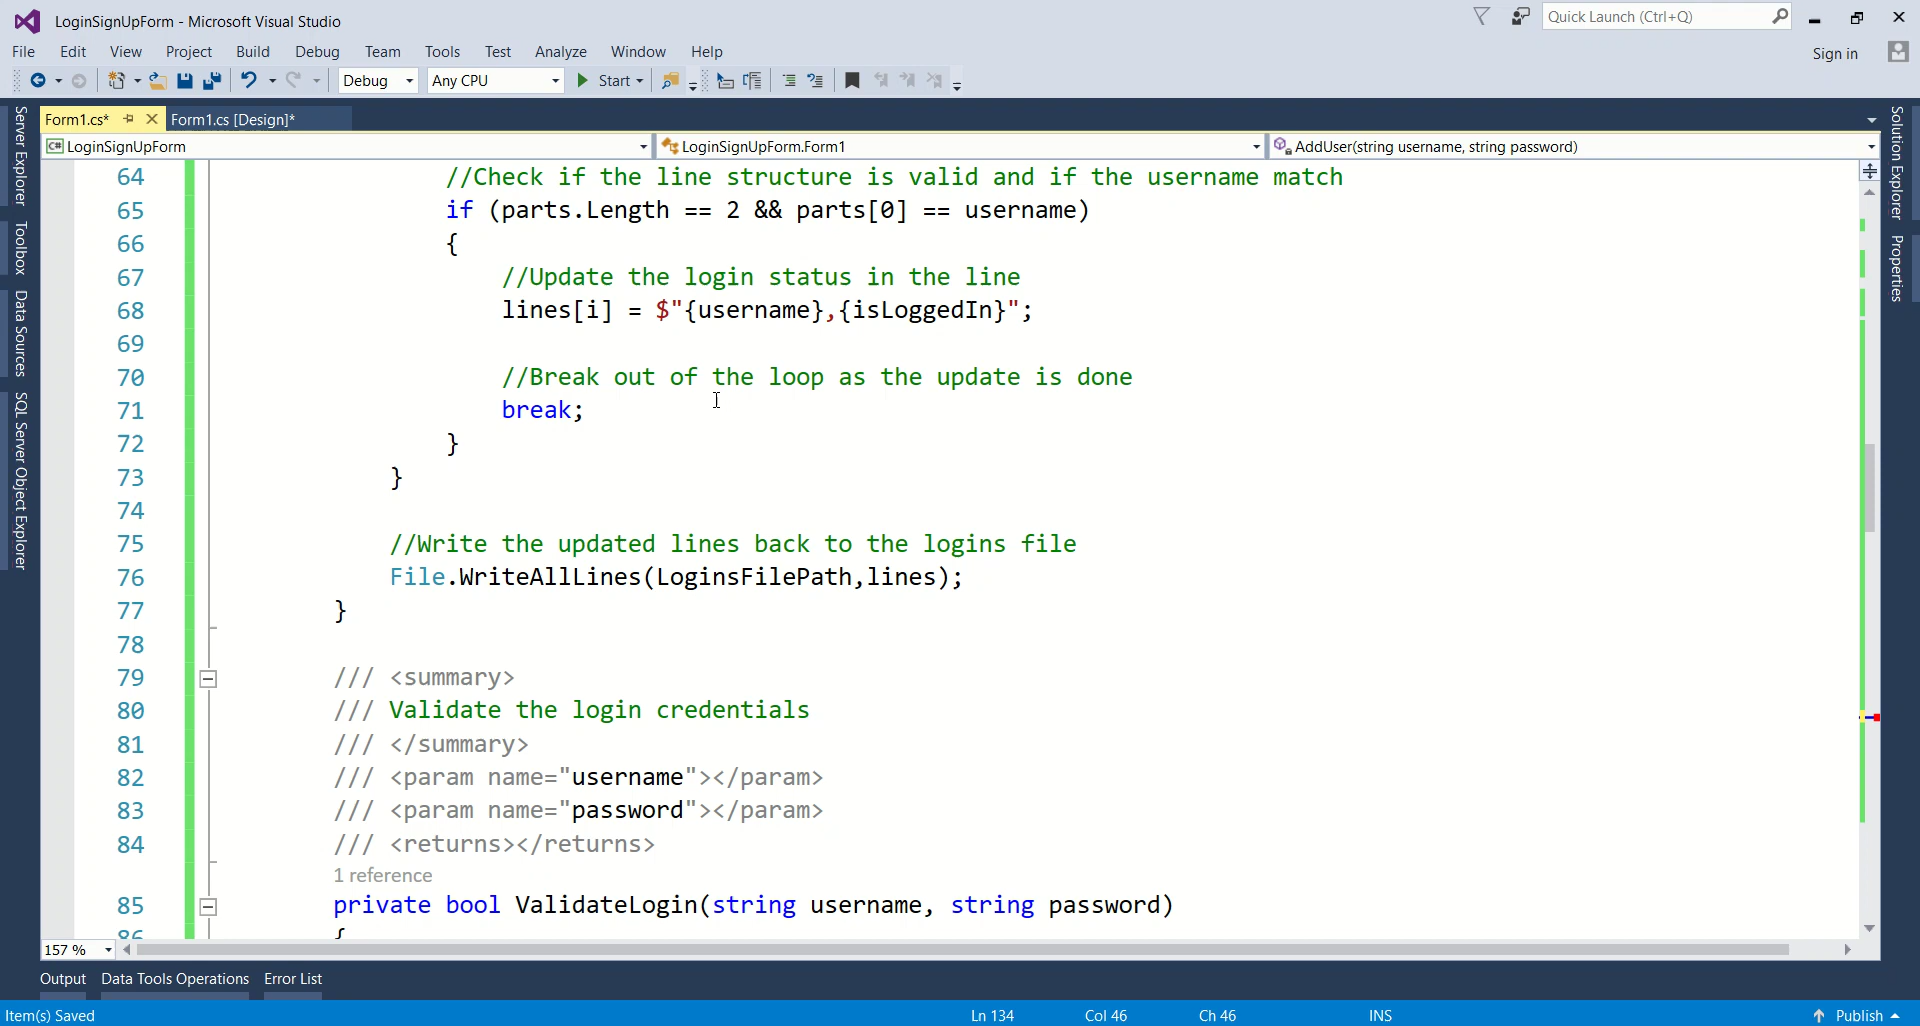 LoginSignUpForm - Microsoft Visual Studio
Quick Launch (Ctrl+Q)
File Edit View Project Build Debug Team Tools Test Analyze Window Help
Sign in
Debug Any CPU Start
Form1.cs* Form1.cs [Design]*
C# LoginSignUpForm LoginSignUpForm.Form1 AddUser(string username, string password)
Server Explorer
Toolbox
Data Sources
SQL Server Object Explorer
Solution Explorer
Properties
64 //Check if the line structure is valid and if the username match
65 if (parts.Length == 2 && parts[0] == username)
66 {
67 //Update the login status in the line
68 lines[i] = $"{username},{isLoggedIn}";
69
70 //Break out of the loop as the update is done
71 break;
72 }
73 }
74
75 //Write the updated lines back to the logins file
76 File.WriteAllLines(LoginsFilePath,lines);
77 }
78
79 /// <summary>
80 /// Validate the login credentials
81 /// </summary>
82 /// <param name="username"></param>
83 /// <param name="password"></param>
84 /// <returns></returns>
1 reference
85 private bool ValidateLogin(string username, string password)
86 {
157 %
Output Data Tools Operations Error List
Item(s) Saved Ln 134 Col 46 Ch 46 INS Publish